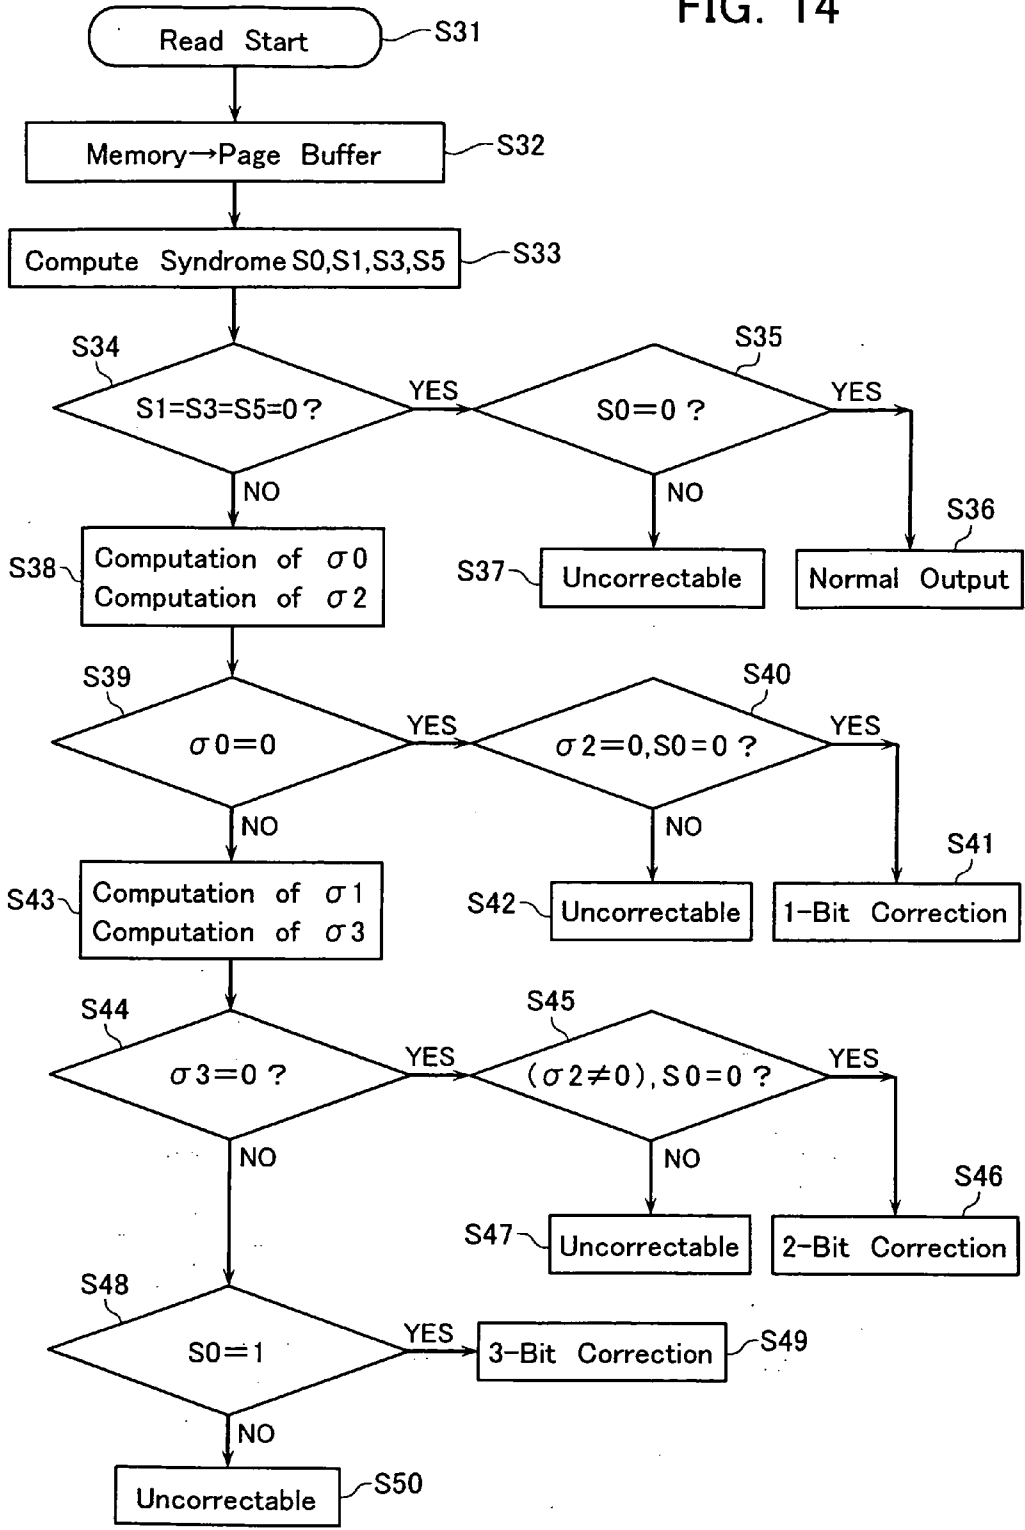 FIG. 14
Read Start
S31
Memory→Page Buffer
S32
Compute Syndrome S0,S1,S3,S5
S33
S34
S1=S3=S5=0?
YES
NO
S35
S0=0?
YES
NO
S36
Normal Output
S37
Uncorrectable
S38
Computation of σ0
Computation of σ2
S39
σ0=0
YES
NO
S40
σ2=0,S0=0?
YES
NO
S41
1-Bit Correction
S42
Uncorrectable
S43
Computation of σ1
Computation of σ3
S44
σ3=0?
YES
NO
S45
(σ2≠0),S0=0?
YES
NO
S46
2-Bit Correction
S47
Uncorrectable
S48
S0=1
YES
NO
3-Bit Correction
S49
Uncorrectable
S50